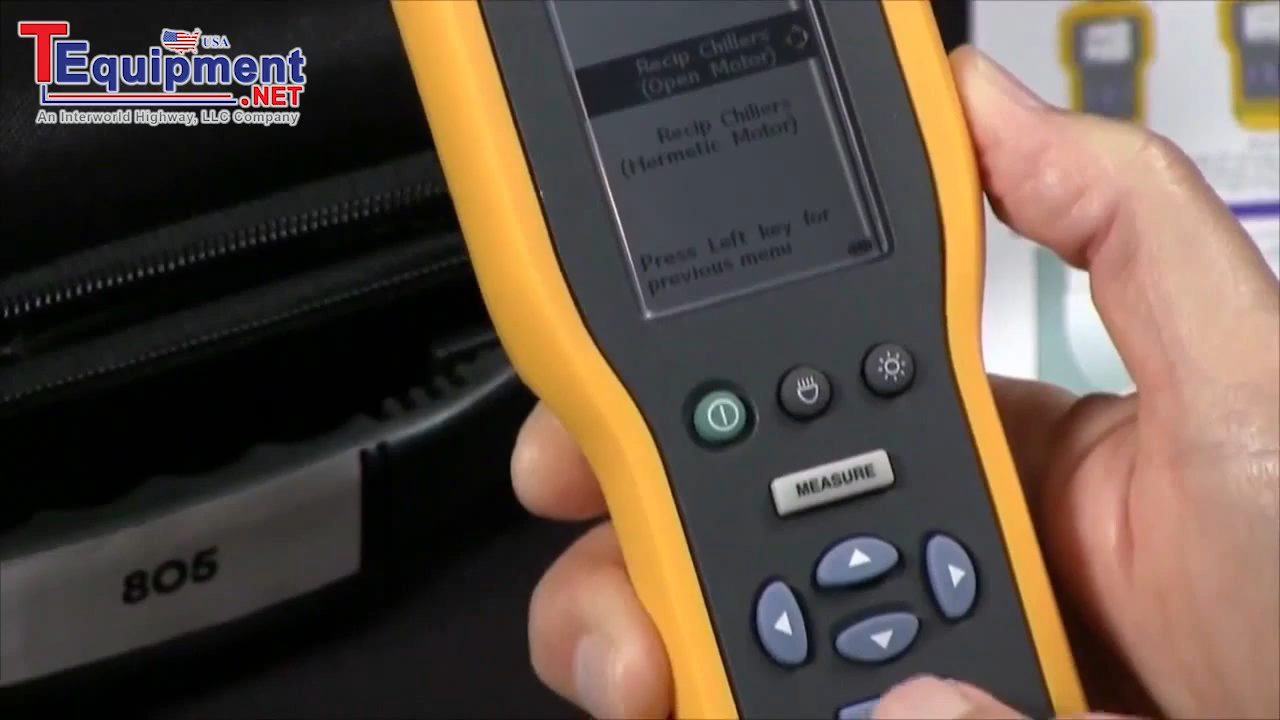 TEquipment
USA
.NET
An Interworld Highway, LLC Company
Recip Chillers
(Open Motor)
Recip Chillers
(Hermetic Motor)
Press Left key for
previous menu
MEASURE
805